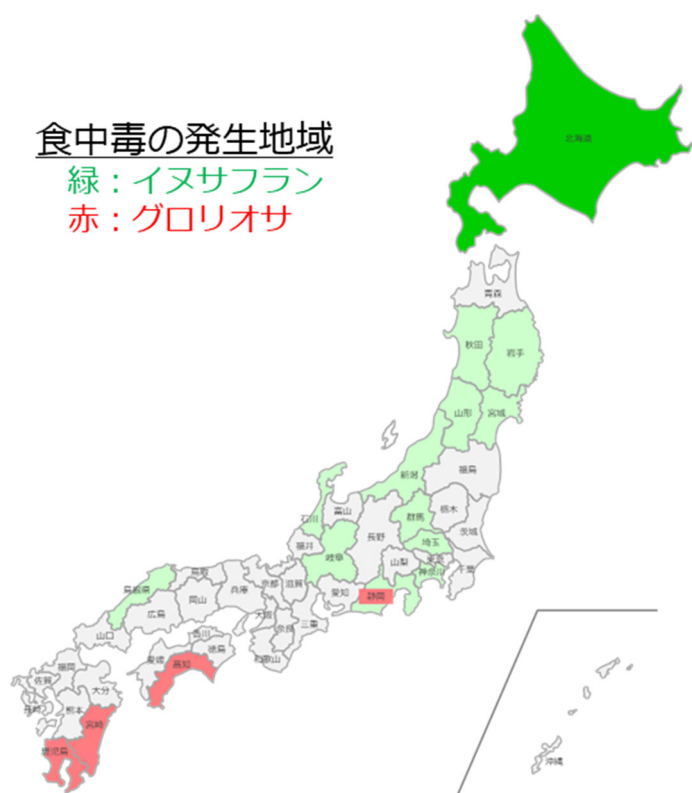 食中毒の発生地域
緑：イヌサフラン
赤：グロリオサ
北海道
青森
秋田
岩手
山形
宮城
新潟
福島
石川
富山
群馬
栃木
茨城
福井
長野
埼玉
岐阜
山梨
東京
神奈川
千葉
愛知
静岡
島根県
鳥取
京都
滋賀
兵庫
岡山
広島
大阪
奈良
三重
和歌山
山口
香川
愛媛
徳島
高知
福岡
佐賀
大分
長崎
熊本
宮崎
鹿児島
沖縄